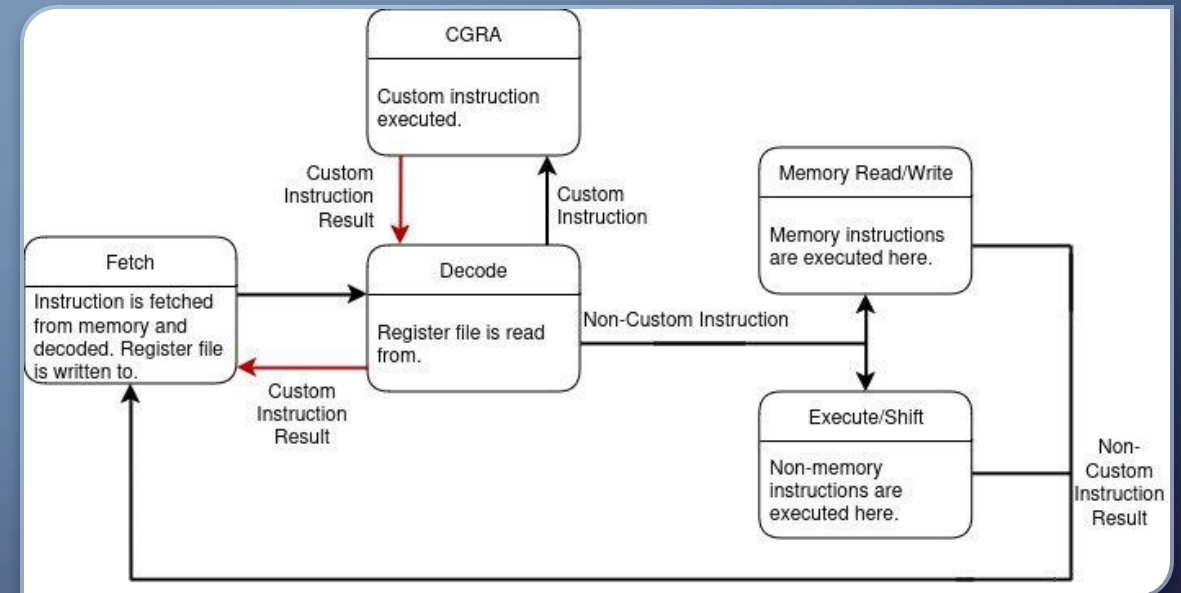 CGRA
Custom instruction
executed.
Custom
Instruction
Result
Custom
Instruction
Memory Read/Write
Memory instructions
are executed here.
Fetch
Instruction is fetched
from memory and
decoded. Register file
is written to.
Decode
Register file is read
from.
Non-Custom Instruction
Custom
Instruction
Result
Execute/Shift
Non-memory
instructions are
executed here.
Non-
Custom
Instruction
Result